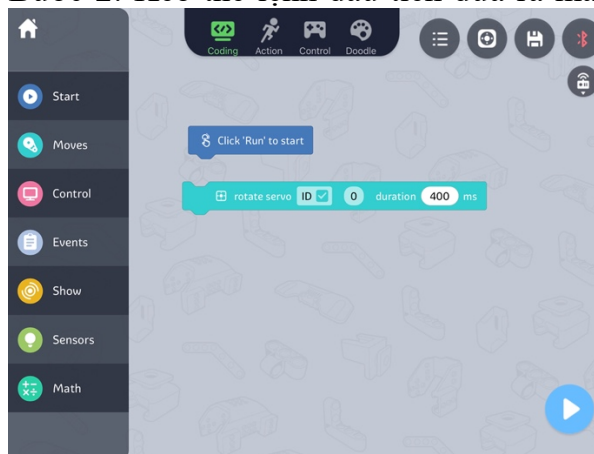 Coding Action Control Doodle
Start
Moves
Control
Events
Show
Sensors
Math
Click 'Run' to start
rotate servo ID 0 duration 400 ms